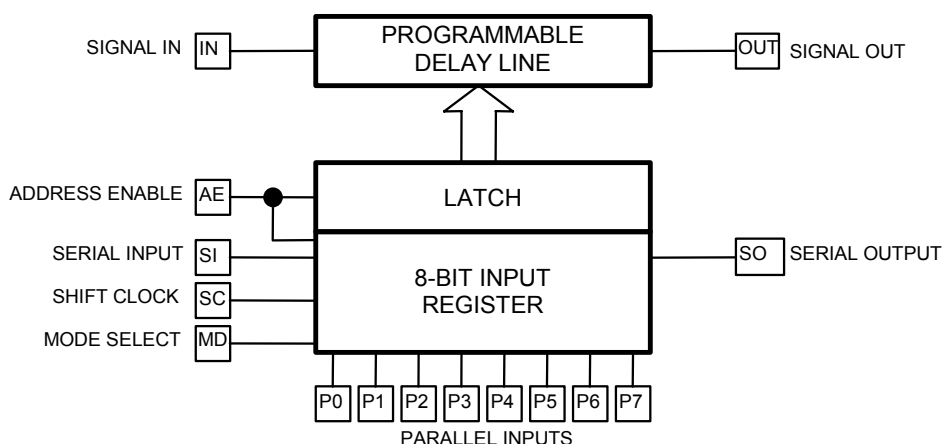 SIGNAL IN
IN
PROGRAMMABLE
DELAY LINE
OUT
SIGNAL OUT
ADDRESS ENABLE
AE
LATCH
SERIAL INPUT
SI
8-BIT INPUT
REGISTER
SO
SERIAL OUTPUT
SHIFT CLOCK
SC
MODE SELECT
MD
P0 P1 P2 P3 P4 P5 P6 P7
PARALLEL INPUTS